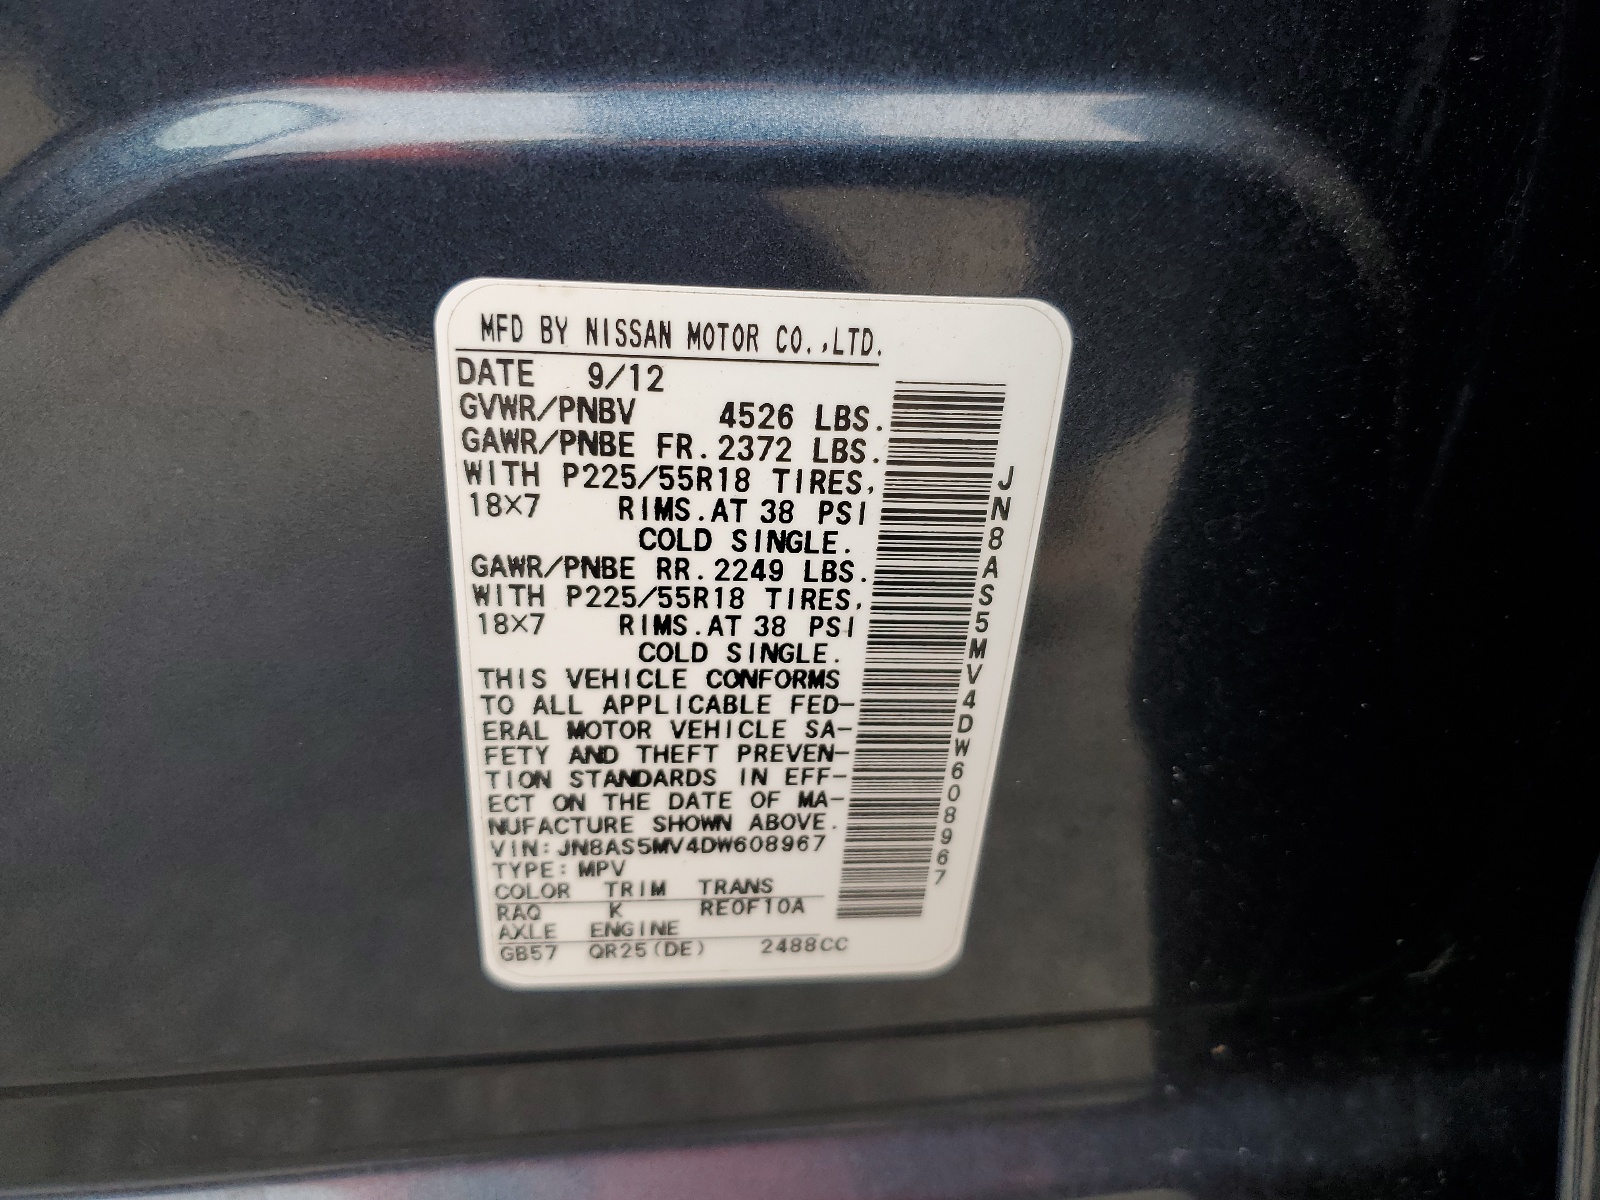 MFD BY NISSAN MOTOR CO.,LTD.
DATE 9/12
GVWR/PNBV 4526 LBS.
GAWR/PNBE FR. 2372 LBS.
WITH P225/55R18 TIRES,
18X7 RIMS. AT 38 PSI
COLD SINGLE.
GAWR/PNBE RR. 2249 LBS.
WITH P225/55R18 TIRES,
18X7 RIMS. AT 38 PSI
COLD SINGLE.
THIS VEHICLE CONFORMS
TO ALL APPLICABLE FED-
ERAL MOTOR VEHICLE SA-
FETY AND THEFT PREVEN-
TION STANDARDS IN EFF-
ECT ON THE DATE OF MA-
NUFACTURE SHOWN ABOVE.
VIN: JN8AS5MV4DW608967
TYPE: MPV
COLOR TRIM TRANS
RAQ K RE0F10A
AXLE ENGINE
GB57 QR25(DE) 2488CC
JN8AS5MV4DW608967